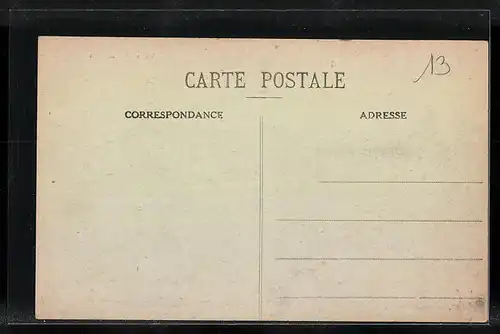 13
CARTE POSTALE
CORRESPONDANCE
ADRESSE